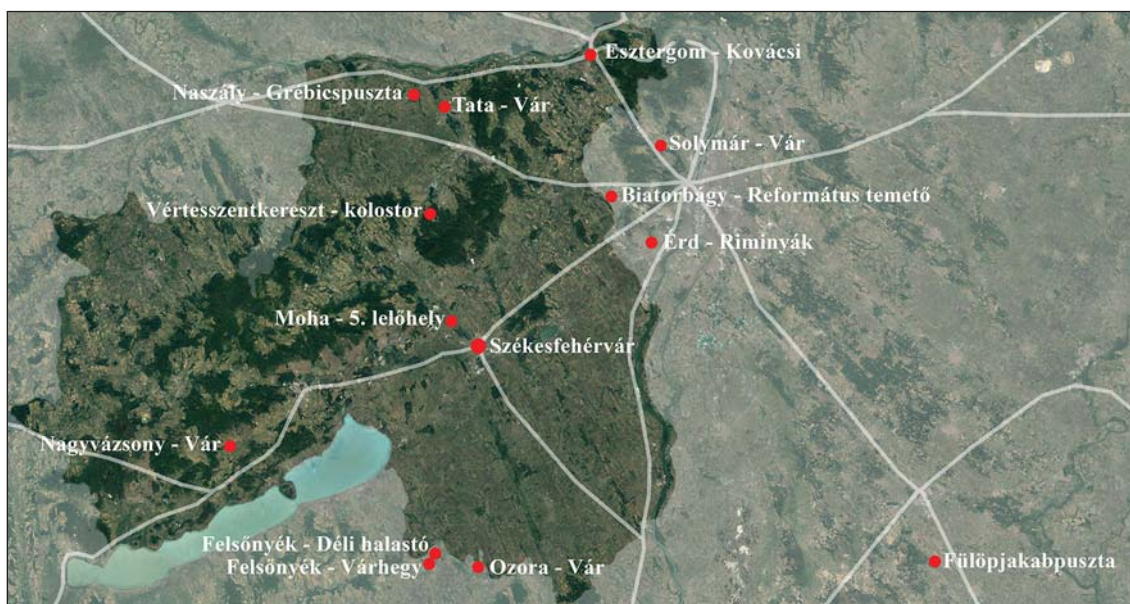 Esztergom - Kovácsi
Naszály - Grébicspuszta
Tata - Vár
Solymár - Vár
Biatorbágy - Református temető
Vértesszentkereszt - kolostor
Érd - Riminyák
Moha - 5. lelőhely
Székesfehérvár
Nagyvázsony - Vár
Felsőnyék - Déli halastó
Felsőnyék - Várhegy
Ozora - Vár
Fülöpjakabpuszta